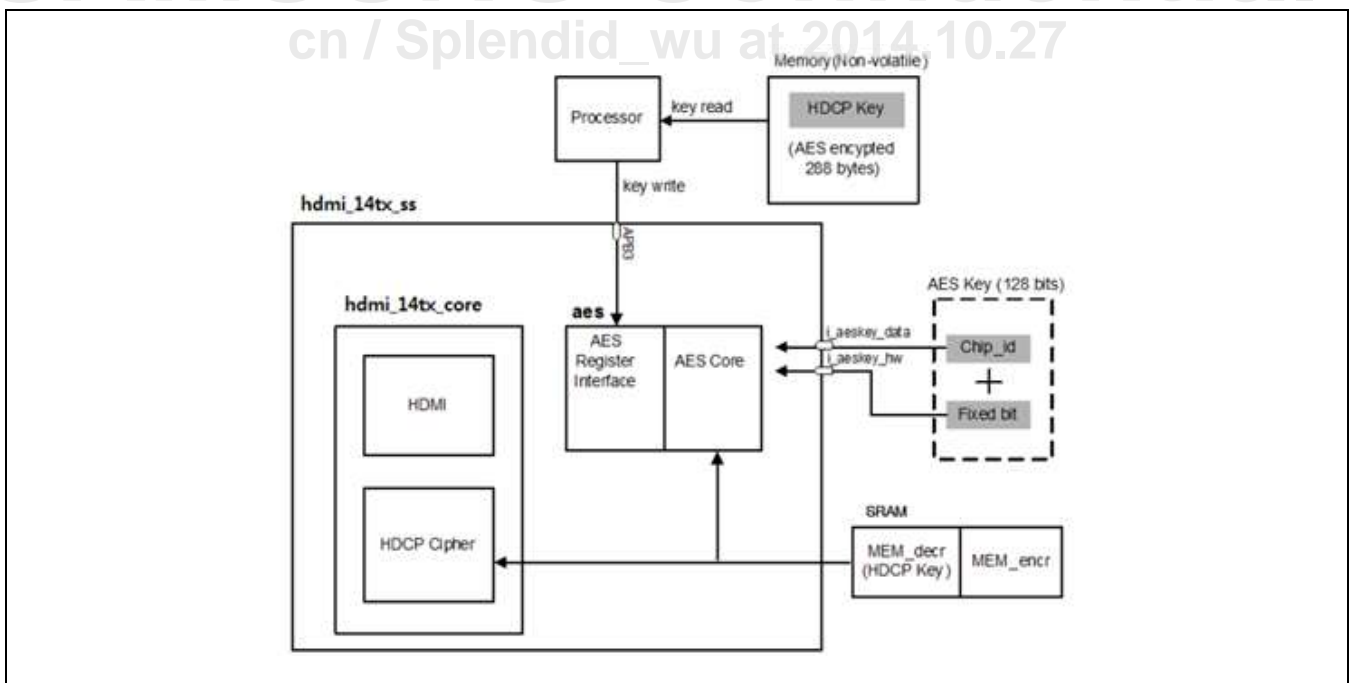 cn / Splendid_wu at 2014.10.27
Memory(Non-volatile)
Processor
key read
HDCP Key
(AES encypted
288 bytes)
key write
hdmi_14tx_ss
APB3
AES Key (128 bits)
hdmi_14tx_core
aes
AES
Register
Interface
AES Core
i_aeskey_data
i_aeskey_hw
Chip_id
+
Fixed bit
HDMI
SRAM
HDCP Cipher
MEM_decr
(HDCP Key)
MEM_encr